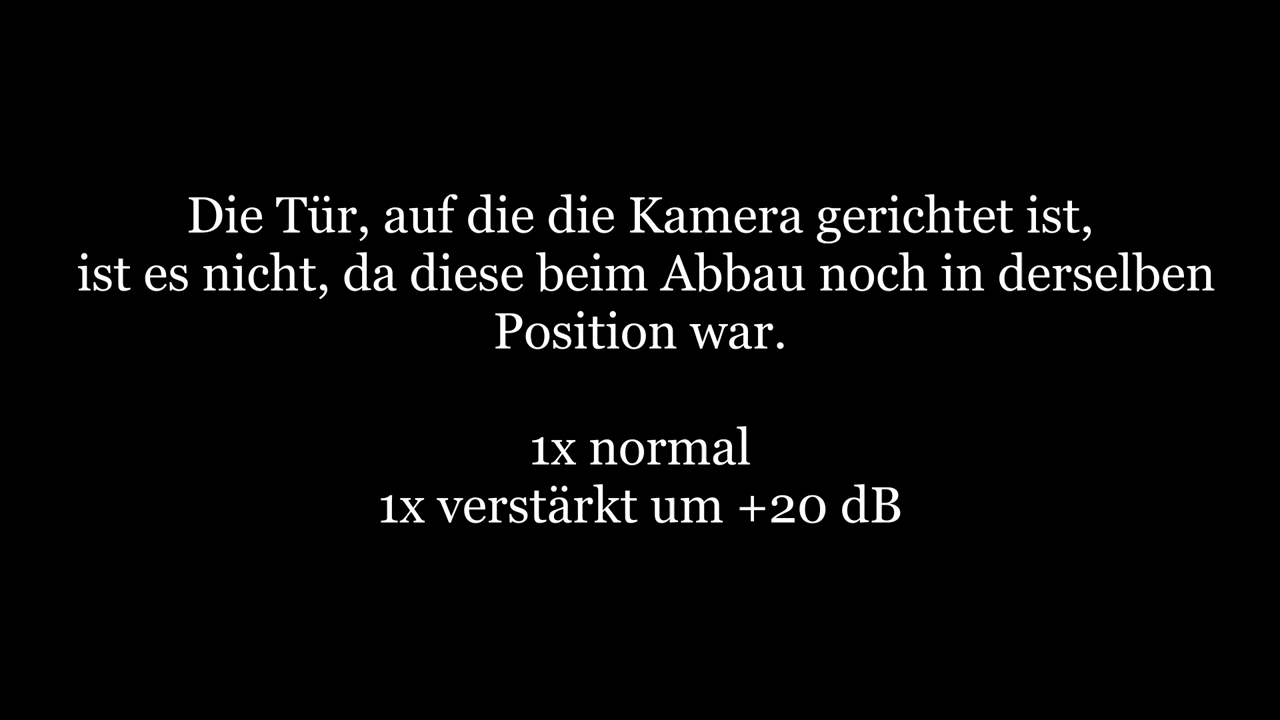 Die Tür, auf die die Kamera gerichtet ist,
ist es nicht, da diese beim Abbau noch in derselben
Position war.
1x normal
1x verstärkt um +20 dB